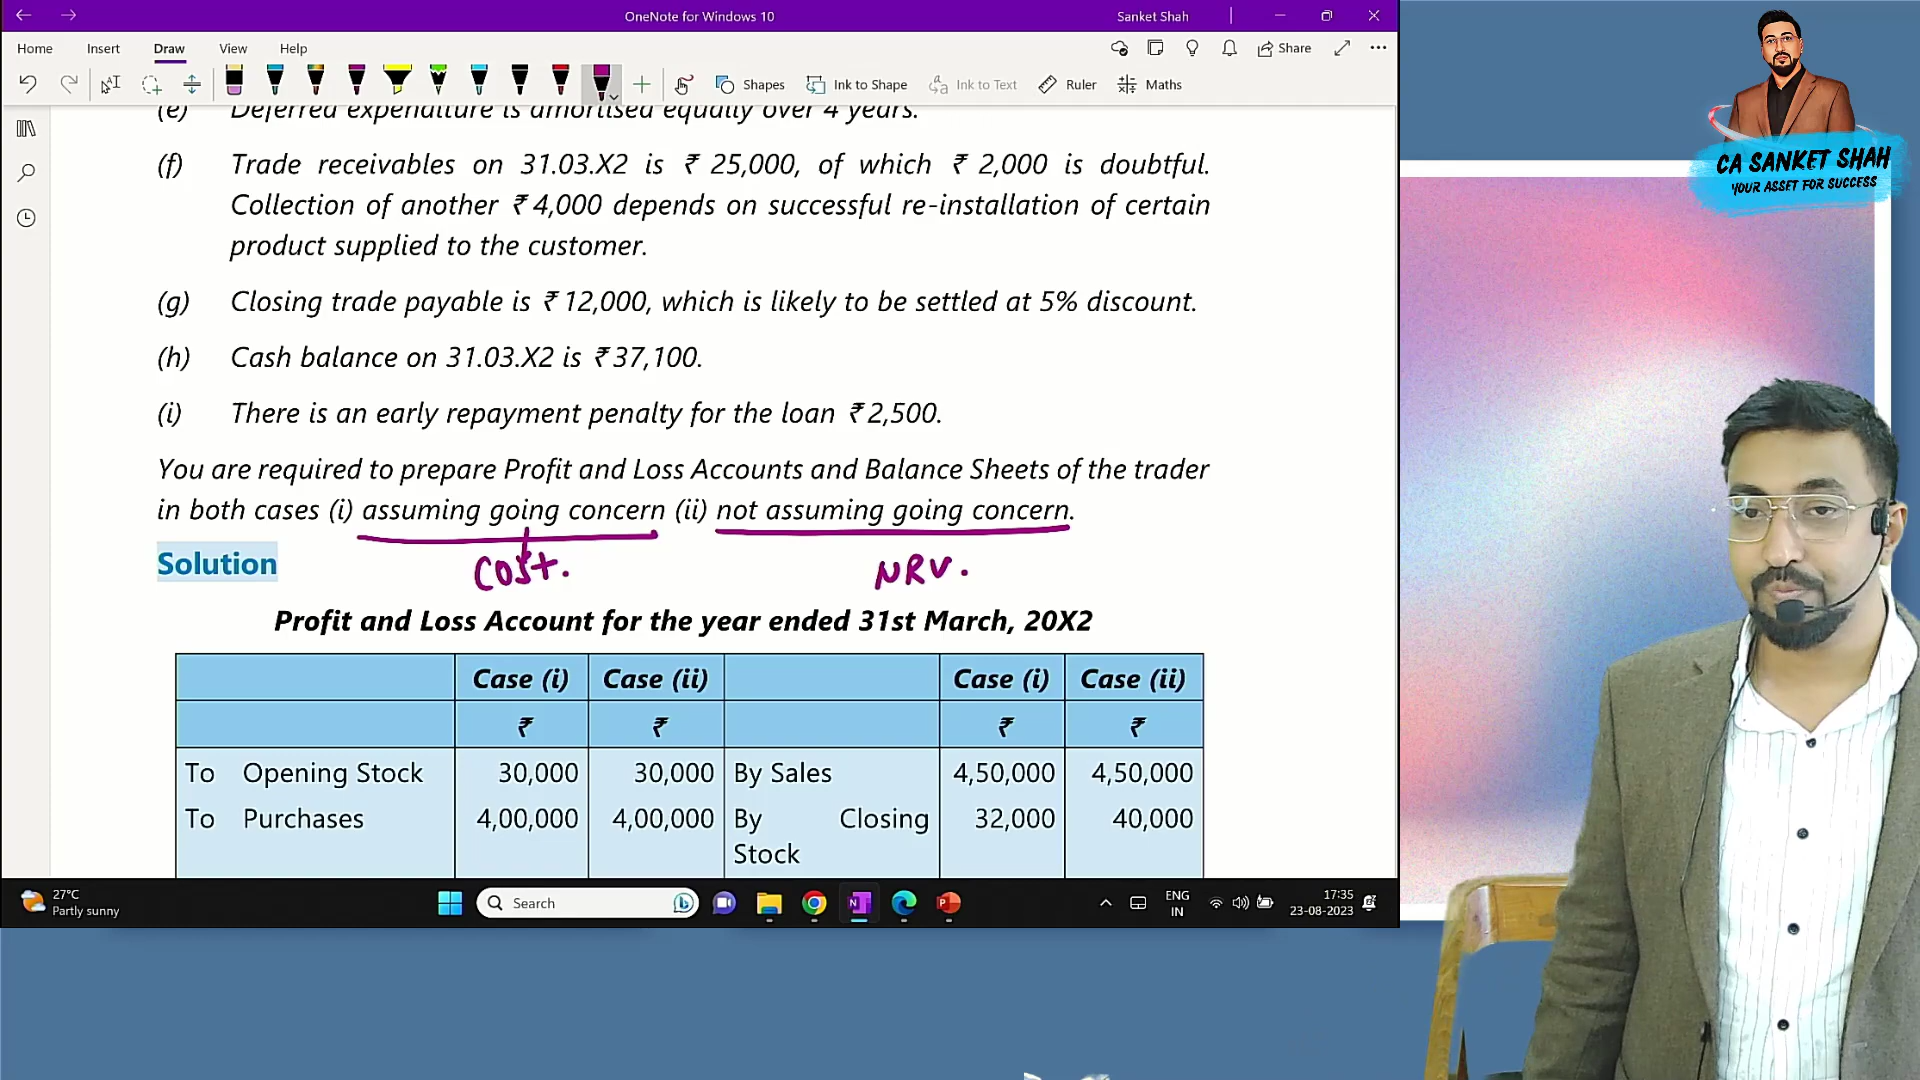 OneNote for Windows 10
Sanket Shah
Home Insert Draw View Help
Share
Shapes Ink to Shape Ink to Text Ruler Maths
CA SANKET SHAH
YOUR ASSET FOR SUCCESS
(e) Deferred expenditure is amortised equally over 4 years.
(f) Trade receivables on 31.03.X2 is ₹ 25,000, of which ₹ 2,000 is doubtful.
Collection of another ₹ 4,000 depends on successful re-installation of certain
product supplied to the customer.
(g) Closing trade payable is ₹ 12,000, which is likely to be settled at 5% discount.
(h) Cash balance on 31.03.X2 is ₹ 37,100.
(i) There is an early repayment penalty for the loan ₹ 2,500.
You are required to prepare Profit and Loss Accounts and Balance Sheets of the trader
in both cases (i) assuming going concern (ii) not assuming going concern.
Solution
Cost. NRV.
Profit and Loss Account for the year ended 31st March, 20X2
Case (i) Case (ii) Case (i) Case (ii)
₹ ₹ ₹ ₹
To Opening Stock 30,000 30,000 By Sales 4,50,000 4,50,000
To Purchases 4,00,000 4,00,000 By Closing 32,000 40,000
Stock
27°C
Partly sunny
Search
ENG
IN
17:35
23-08-2023